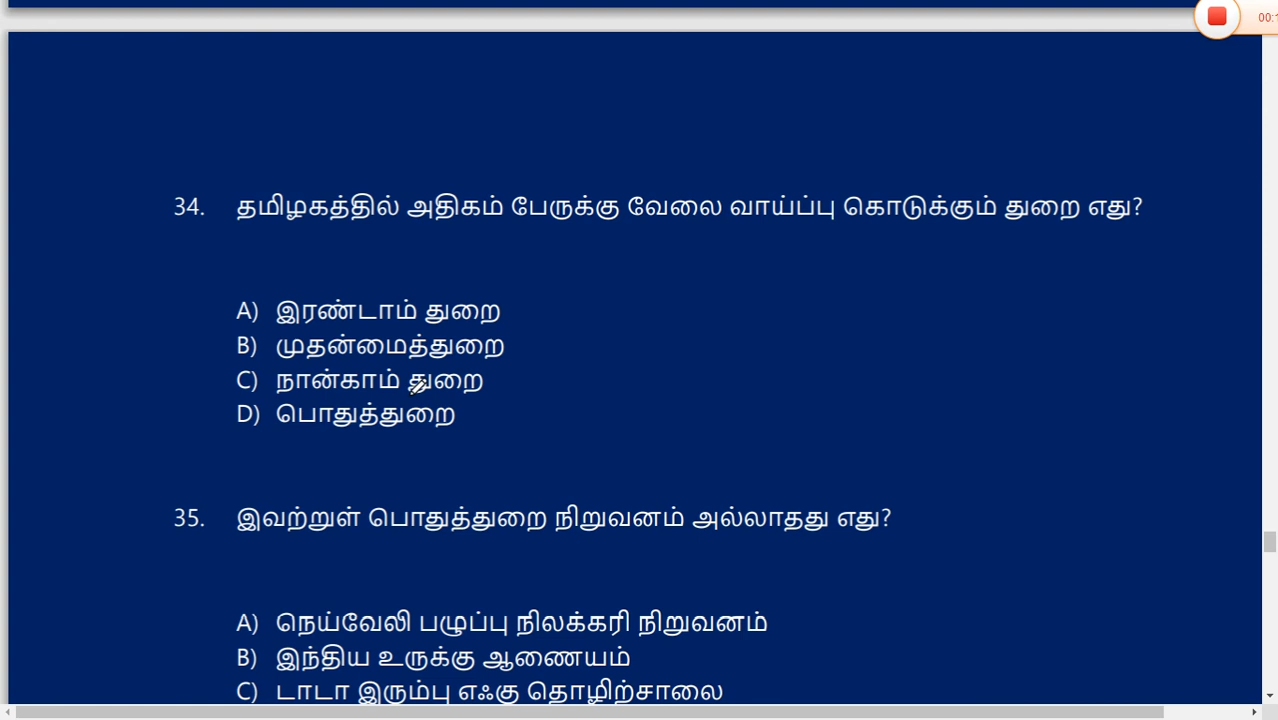 00:
34. தமிழகத்தில் அதிகம் பேருக்கு வேலை வாய்ப்பு கொடுக்கும் துறை எது?
A) இரண்டாம் துறை
B) முதன்மைத்துறை
C) நான்காம் துறை
D) பொதுத்துறை
35. இவற்றுள் பொதுத்துறை நிறுவனம் அல்லாதது எது?
A) நெய்வேலி பழுப்பு நிலக்கரி நிறுவனம்
B) இந்திய உருக்கு ஆணையம்
C) டாடா இரும்பு எஃகு தொழிற்சாலை